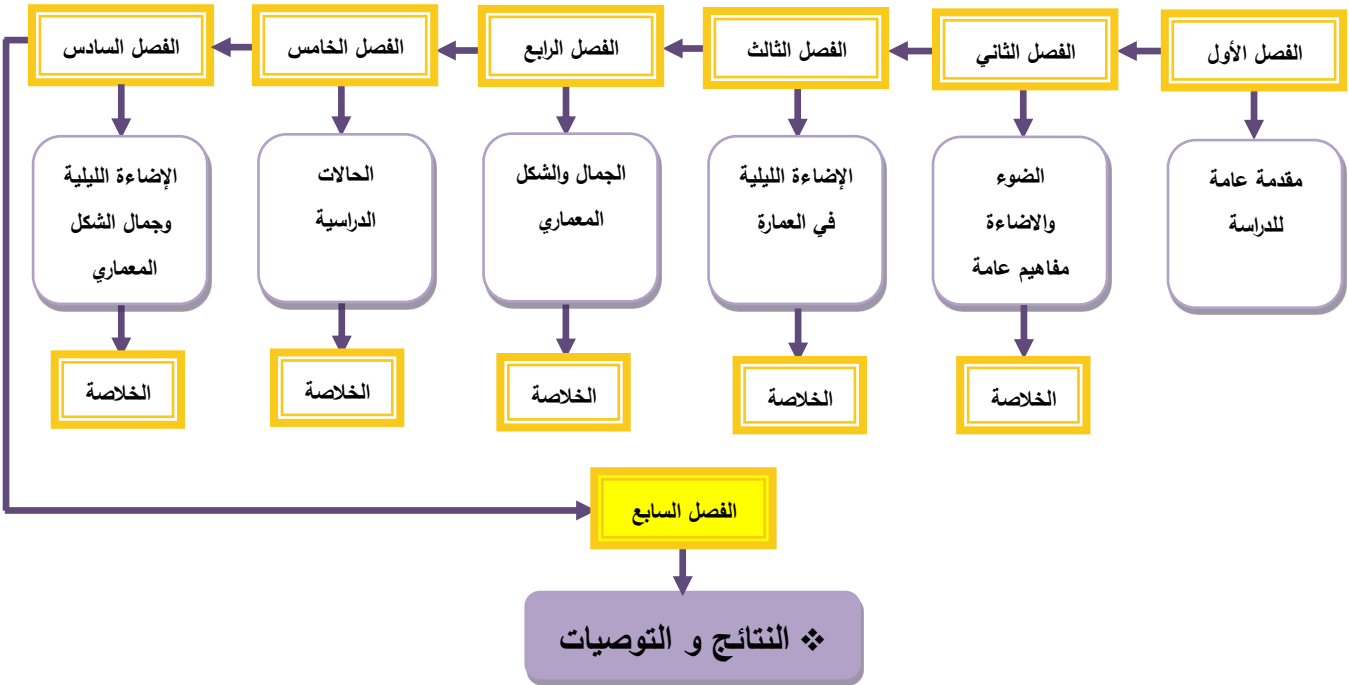 الفصل الأول
الفصل الثاني
الفصل الثالث
الفصل الرابع
الفصل الخامس
الفصل السادس
مقدمة عامة
للدراسة
الضوء
والاضاءة
مفاهيم عامة
الإضاءة الليلية
في العمارة
الجمال والشكل
المعماري
الحالات
الدراسية
الإضاءة الليلية
وجمال الشكل
المعماري
الخلاصة
الخلاصة
الخلاصة
الخلاصة
الخلاصة
الفصل السابع
❖ النتائج و التوصيات